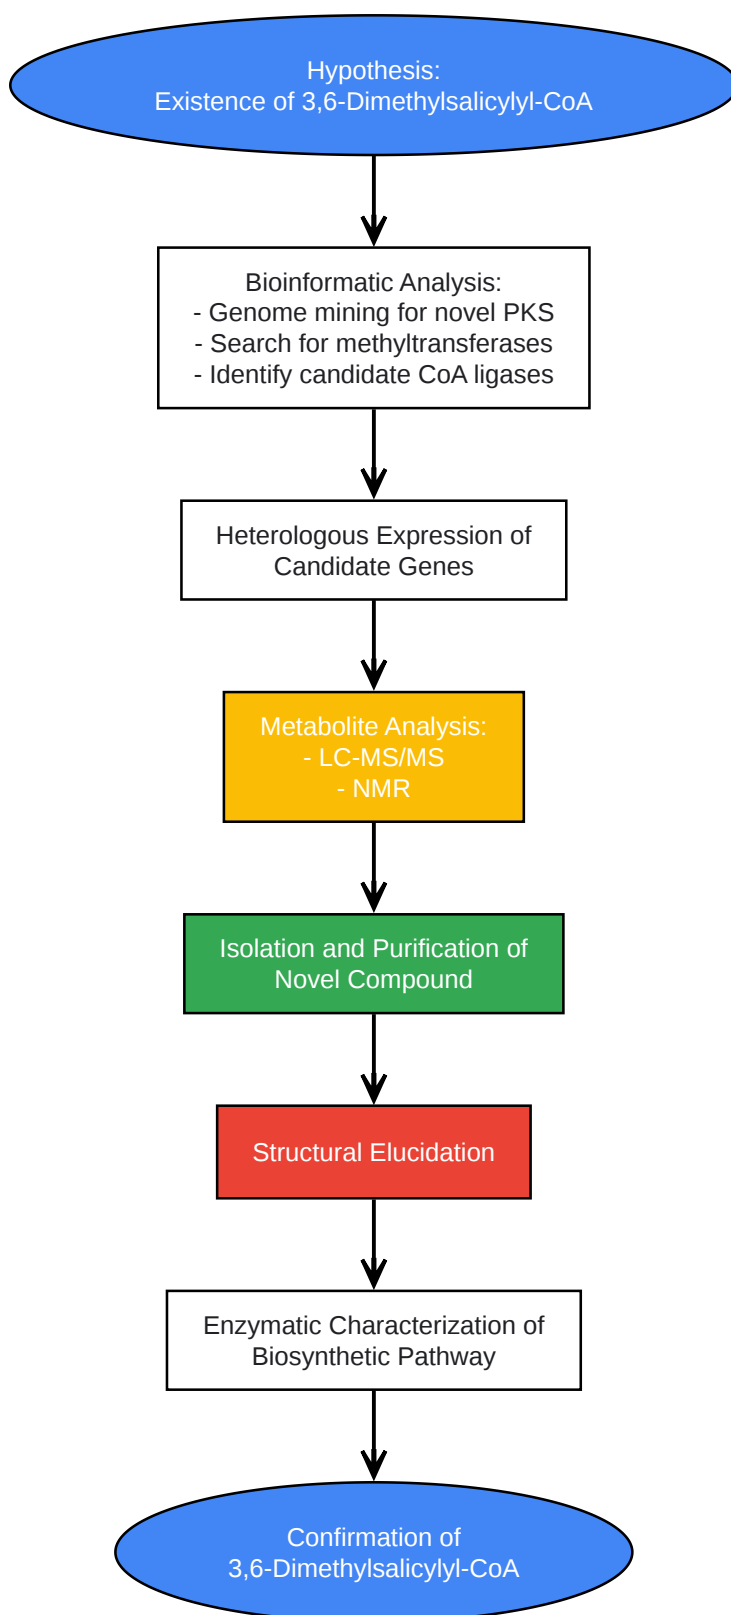 Hypothesis:
Existence of 3,6-Dimethylsalicylyl-CoA
Bioinformatic Analysis:
- Genome mining for novel PKS
- Search for methyltransferases
- Identify candidate CoA ligases
Heterologous Expression of
Candidate Genes
Metabolite Analysis:
- LC-MS/MS
- NMR
Isolation and Purification of
Novel Compound
Structural Elucidation
Enzymatic Characterization of
Biosynthetic Pathway
Confirmation of
3,6-Dimethylsalicylyl-CoA